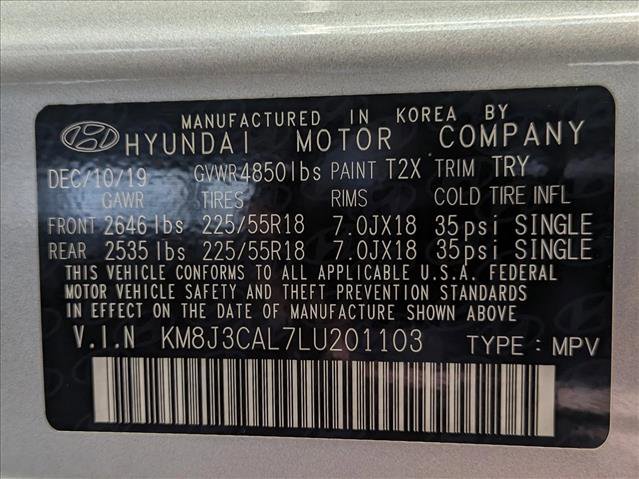 MANUFACTURED IN KOREA BY
HYUNDAI MOTOR COMPANY
DEC/10/19 GVWR4850lbs PAINT T2X TRIM TRY
GAWR TIRES RIMS COLD TIRE INFL
FRONT 2646lbs 225/55R18 7.0JX18 35psi SINGLE
REAR 2535lbs 225/55R18 7.0JX18 35psi SINGLE
THIS VEHICLE CONFORMS TO ALL APPLICABLE U.S.A. FEDERAL
MOTOR VEHICLE SAFETY AND THEFT PREVENTION STANDARDS
IN EFFECT ON THE DATE OF MANUFACTURE SHOWN ABOVE
V.I.N KM8J3CAL7LU201103 TYPE : MPV